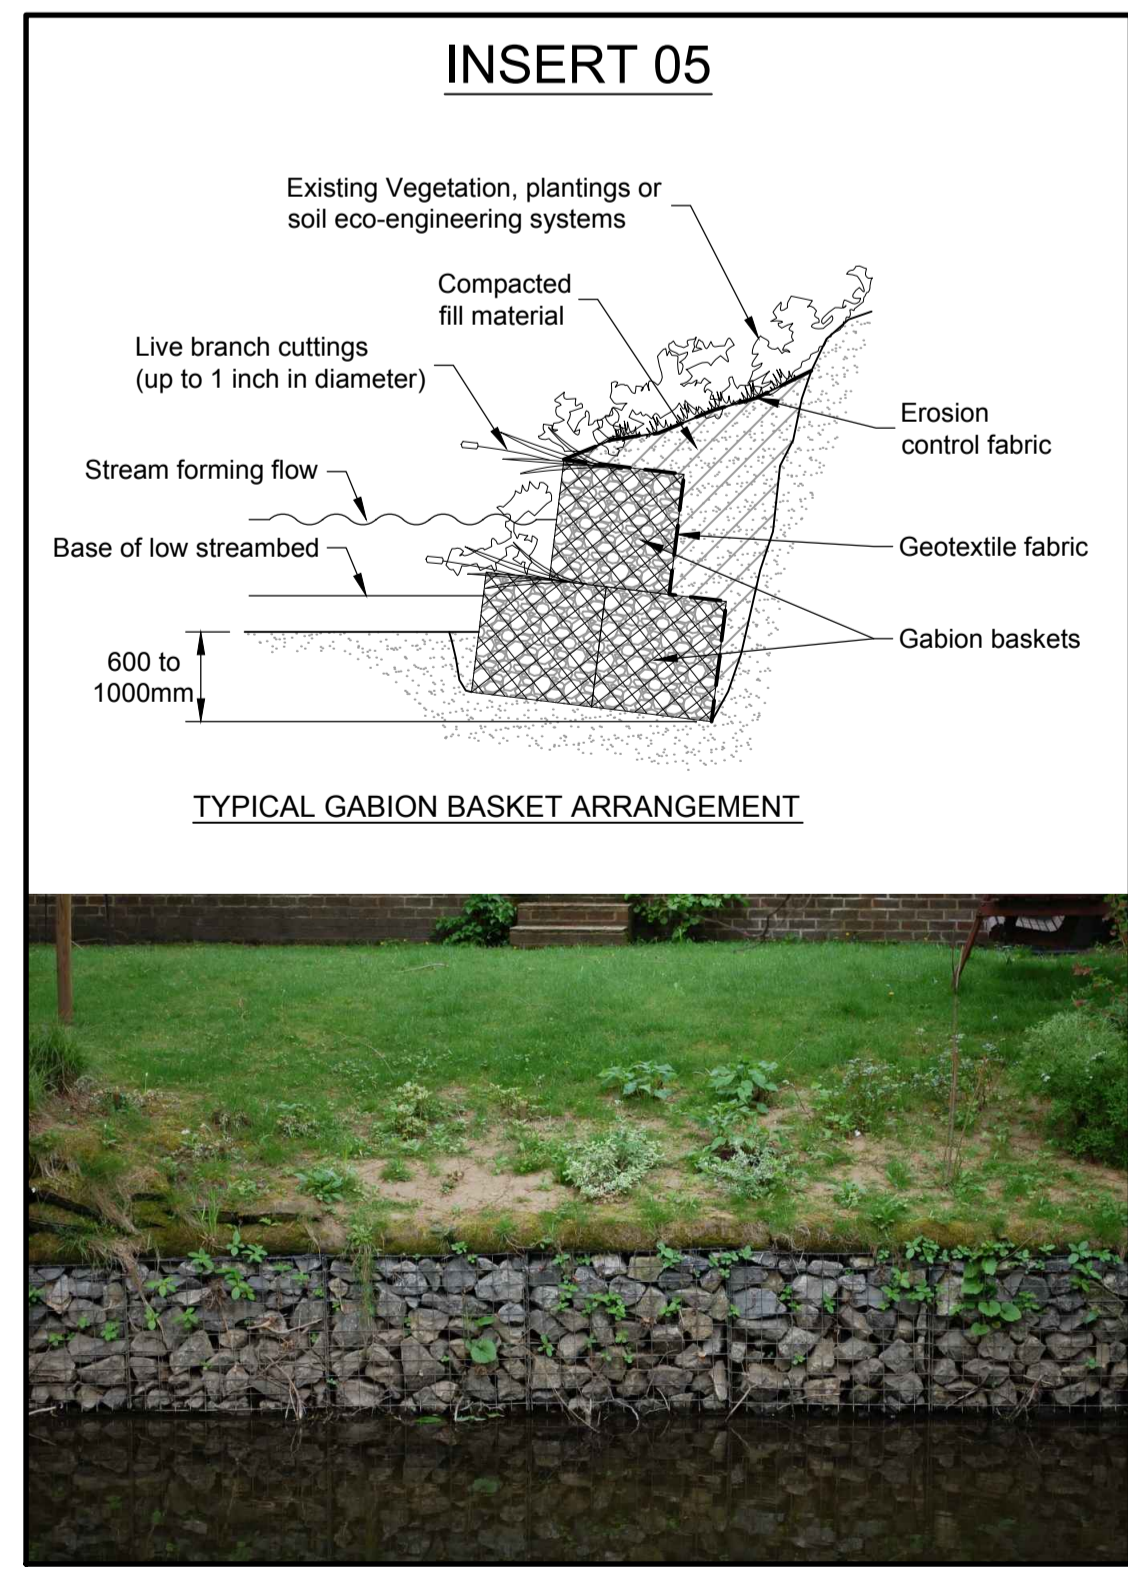 INSERT 05
Existing Vegetation, plantings or
soil eco-engineering systems
Compacted
fill material
Live branch cuttings
(up to 1 inch in diameter)
Erosion
control fabric
Stream forming flow
Base of low streambed
Geotextile fabric
Gabion baskets
600 to
1000mm
TYPICAL GABION BASKET ARRANGEMENT